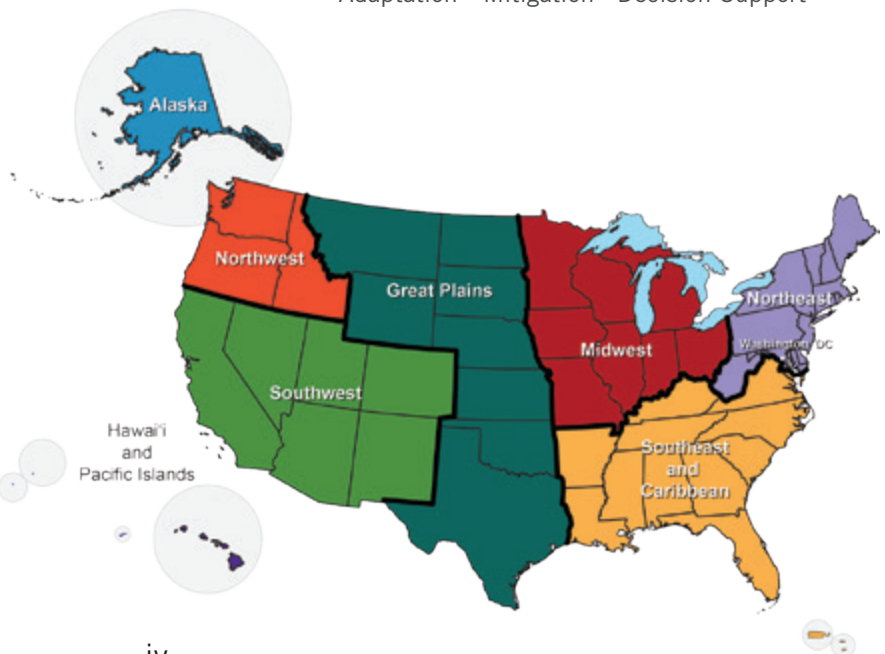 Adaptation Mitigation Decision Support
Alaska
Northwest
Great Plains
Midwest
Northeast
Washington, DC
Southwest
Hawai'i
and
Pacific Islands
Southeast
and
Caribbean
iv